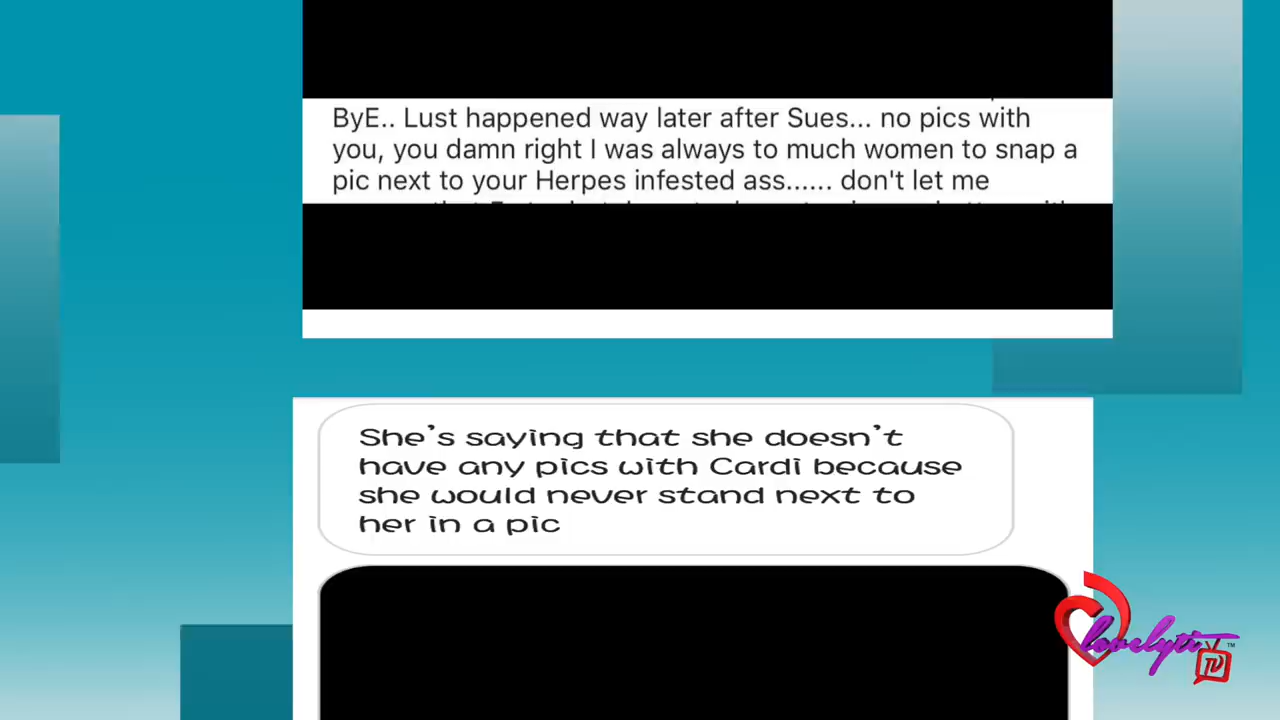 ByE.. Lust happened way later after Sues... no pics with
you, you damn right I was always to much women to snap a
pic next to your Herpes infested ass...... don't let me
She's saying that she doesn't
have any pics with Cardi because
she would never stand next to
her in a pic
lovelyti
TV